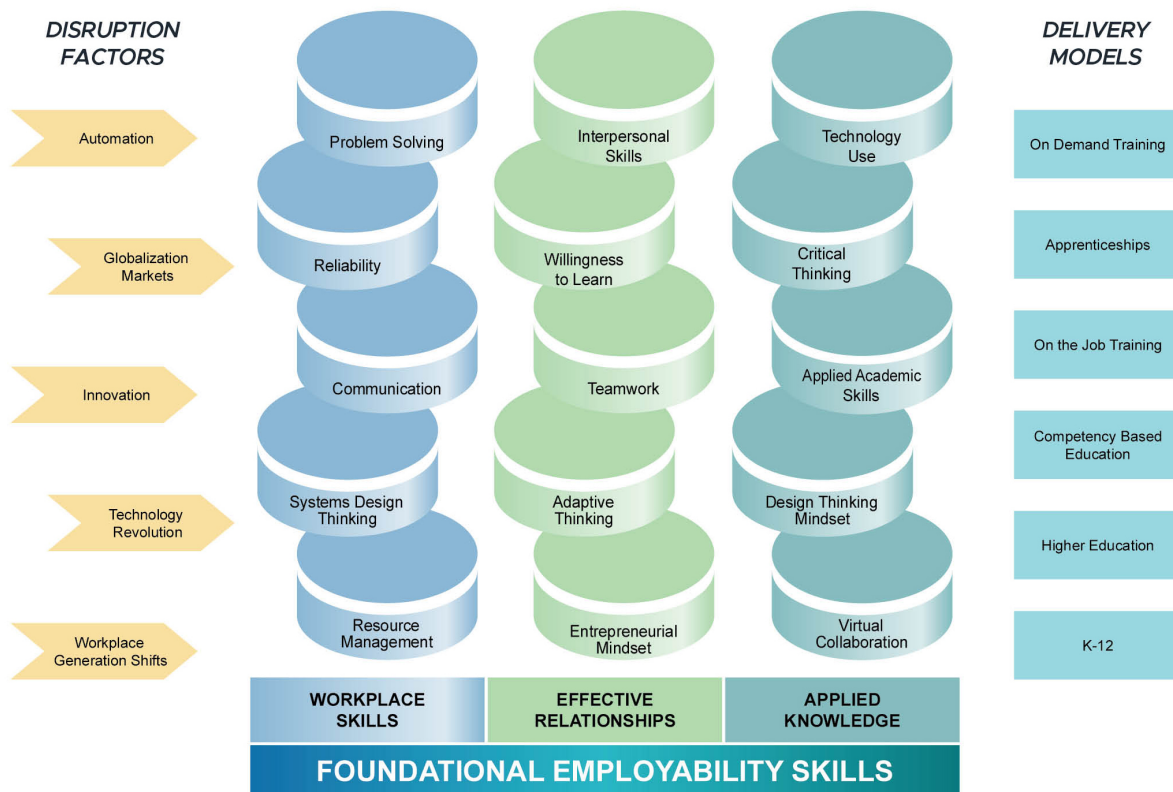 DISRUPTION
FACTORS
Automation
Globalization
Markets
Innovation
Technology
Revolution
Workplace
Generation Shifts
Problem Solving
Reliability
Communication
Systems Design
Thinking
Resource
Management
WORKPLACE
SKILLS
Interpersonal
Skills
Willingness
to Learn
Teamwork
Adaptive
Thinking
Entrepreneurial
Mindset
EFFECTIVE
RELATIONSHIPS
Technology
Use
Critical
Thinking
Applied Academic
Skills
Design Thinking
Mindset
Virtual
Collaboration
APPLIED
KNOWLEDGE
FOUNDATIONAL EMPLOYABILITY SKILLS
DELIVERY
MODELS
On Demand Training
Apprenticeships
On the Job Training
Competency Based
Education
Higher Education
K-12